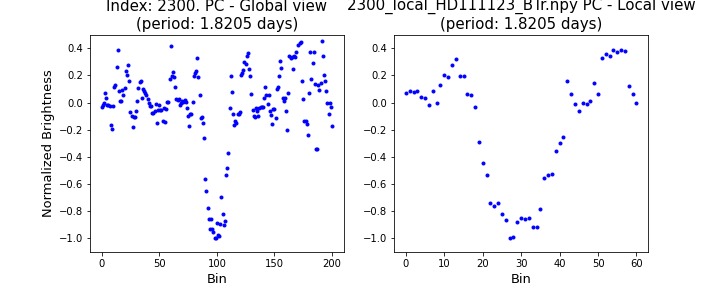 Index: 2300. PC - Global view
(period: 1.8205 days)
2300_local_HD111123_BTr.npy PC - Local view
(period: 1.8205 days)
Normalized Brightness
0.4
0.2
0.0
−0.2
−0.4
−0.6
−0.8
−1.0
0 50 100 150 200
Bin
0.4
0.2
0.0
−0.2
−0.4
−0.6
−0.8
−1.0
0 10 20 30 40 50 60
Bin